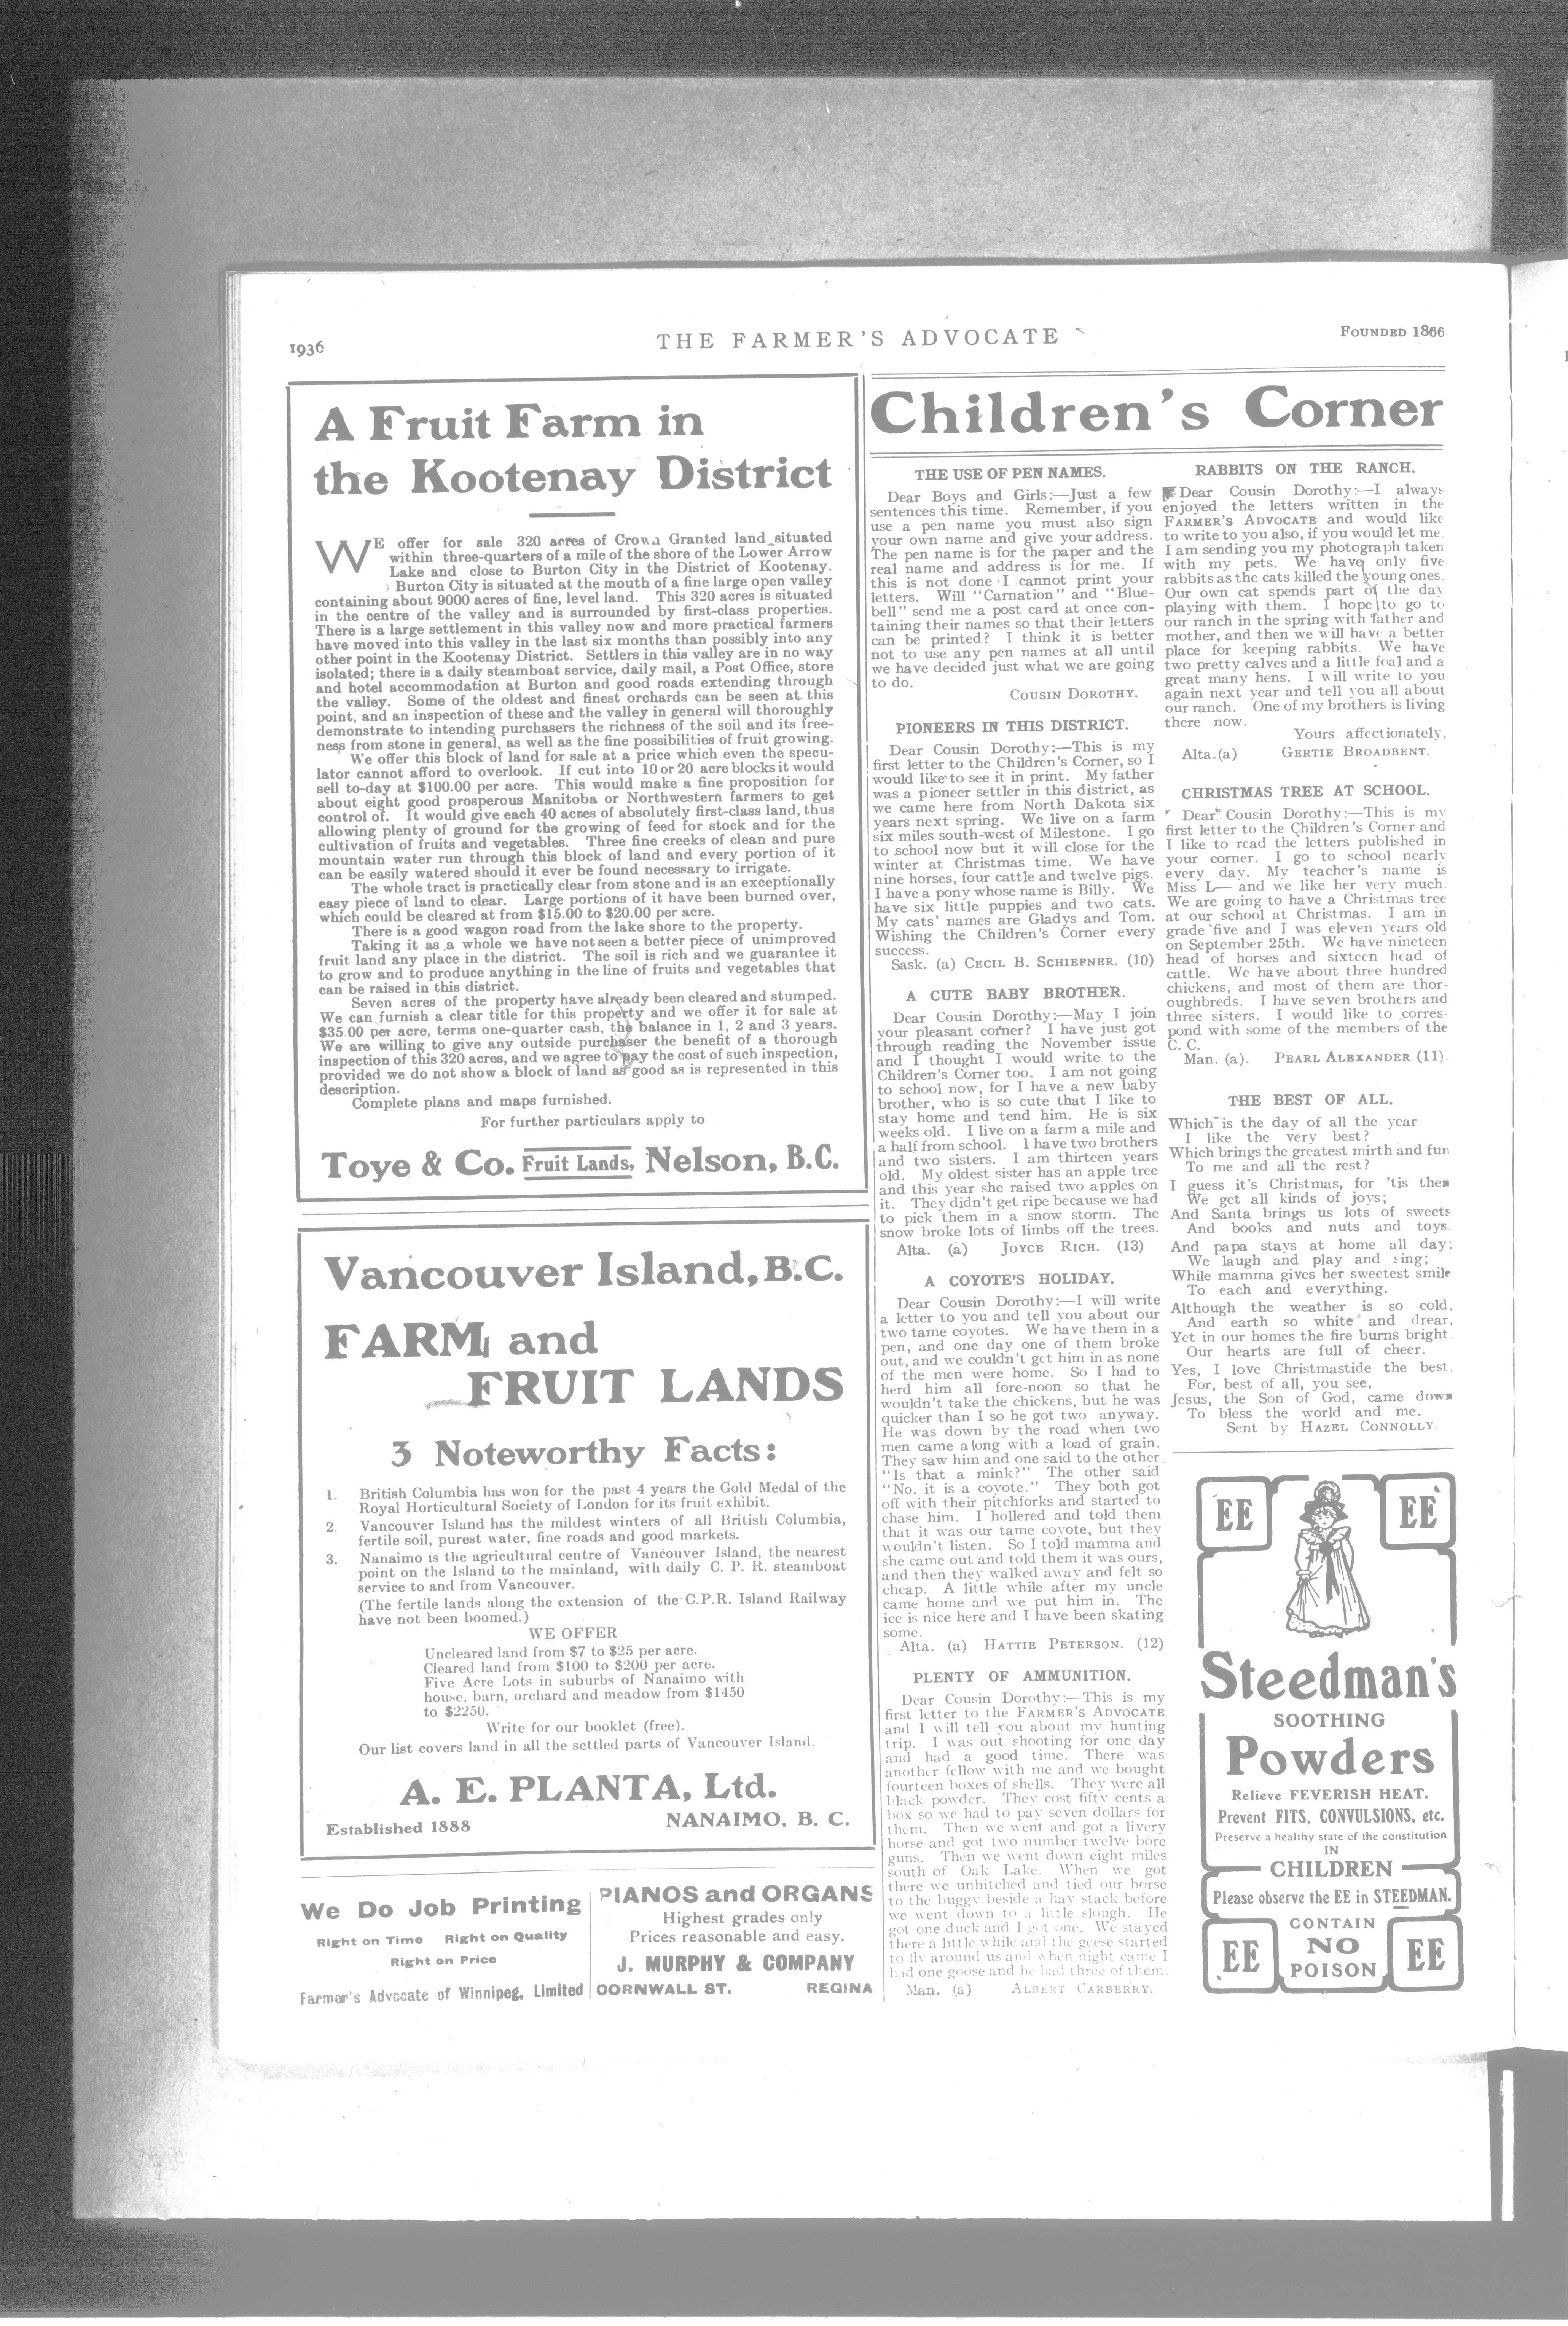 1936
THE FARMER'S ADVOCATE
FOUNDED 1866
A Fruit Farm in
the Kootenay District
WE offer for sale 320 acres of Crown Granted land situated
within three-quarters of a mile of the shore of the Lower Arrow
Lake and close to Burton City in the District of Kootenay.
Burton City is situated at the mouth of a fine large open valley
containing about 9000 acres of fine, level land. This 320 acres is situated
in the centre of the valley and is surrounded by first-class properties.
There is a large settlement in this valley now and more practical farmers
have moved into this valley in the last six months than possibly into any
other point in the Kootenay District. Settlers in this valley are in no way
isolated; there is a daily steamboat service, daily mail, a Post Office, store
and hotel accommodation at Burton and good roads extending through
the valley. Some of the oldest and finest orchards can be seen at this
point, and an inspection of these and the valley in general will thoroughly
demonstrate to intending purchasers the richness of the soil and its free-
ness from stone in general, as well as the fine possibilities of fruit growing.
We offer this block of land for sale at a price which even the specu-
lator cannot afford to overlook. If cut into 10 or 20 acre blocks it would
sell to-day at $100.00 per acre. This would make a fine proposition for
about eight good prosperous Manitoba or Northwestern farmers to get
control of. It would give each 40 acres of absolutely first-class land, thus
allowing plenty of ground for the growing of feed for stock and for the
cultivation of fruits and vegetables. Three fine creeks of clean and pure
mountain water run through this block of land and every portion of it
can be easily watered should it ever be found necessary to irrigate.
The whole tract is practically clear from stone and is an exceptionally
easy piece of land to clear. Large portions of it have been burned over,
which could be cleared at from $15.00 to $20.00 per acre.
There is a good wagon road from the lake shore to the property.
Taking it as a whole we have not seen a better piece of unimproved
fruit land any place in the district. The soil is rich and we guarantee it
to grow and to produce anything in the line of fruits and vegetables that
can be raised in this district.
Seven acres of the property have already been cleared and stumped.
We can furnish a clear title for this property and we offer it for sale at
$35.00 per acre, terms one-quarter cash, the balance in 1, 2 and 3 years.
We are willing to give any outside purchaser the benefit of a thorough
inspection of this 320 acres, and we agree to pay the cost of such inspection,
provided we do not show a block of land as good as is represented in this
description.
Complete plans and maps furnished.
For further particulars apply to
Toye & Co. Fruit Lands, Nelson, B.C.
Vancouver Island, B.C.
FARM and
FRUIT LANDS
3 Noteworthy Facts:
1. British Columbia has won for the past 4 years the Gold Medal of the
Royal Horticultural Society of London for its fruit exhibit.
2. Vancouver Island has the mildest winters of all British Columbia,
fertile soil, purest water, fine roads and good markets.
3. Nanaimo is the agricultural centre of Vancouver Island, the nearest
point on the Island to the mainland, with daily C. P. R. steamboat
service to and from Vancouver.
(The fertile lands along the extension of the C.P.R. Island Railway
have not been boomed.)
WE OFFER
Uncleared land from $7 to $25 per acre.
Cleared land from $100 to $200 per acre.
Five Acre Lots in suburbs of Nanaimo with
house, barn, orchard and meadow from $1450
to $2250.
Write for our booklet (free).
Our list covers land in all the settled parts of Vancouver Island.
A. E. PLANTA, Ltd.
Established 1888 NANAIMO, B. C.
We Do Job Printing
Right on Time Right on Quality
Right on Price
Farmer's Advocate of Winnipeg, Limited
PIANOS and ORGANS
Highest grades only
Prices reasonable and easy.
J. MURPHY & COMPANY
CORNWALL ST. REGINA
Children's Corner
THE USE OF PEN NAMES.
Dear Boys and Girls:—Just a few
sentences this time. Remember, if you
use a pen name you must also sign
your own name and give your address.
The pen name is for the paper and the
real name and address is for me. If
this is not done I cannot print your
letters. Will "Carnation" and "Blue-
bell" send me a post card at once con-
taining their names so that their letters
can be printed? I think it is better
not to use any pen names at all until
we have decided just what we are going
to do.
COUSIN DOROTHY.
PIONEERS IN THIS DISTRICT.
Dear Cousin Dorothy:—This is my
first letter to the Children's Corner, so I
would like to see it in print. My father
was a pioneer settler in this district, as
we came here from North Dakota six
years next spring. We live on a farm
six miles south-west of Milestone. I go
to school now but it will close for the
winter at Christmas time. We have
nine horses, four cattle and twelve pigs.
I have a pony whose name is Billy. We
have six little puppies and two cats.
My cats' names are Gladys and Tom.
Wishing the Children's Corner every
success.
Sask. (a) CECIL B. SCHIEFNER. (10)
A CUTE BABY BROTHER.
Dear Cousin Dorothy:—May I join
your pleasant corner? I have just got
through reading the November issue
and I thought I would write to the
Children's Corner too. I am not going
to school now, for I have a new baby
brother, who is so cute that I like to
stay home and tend him. He is six
weeks old. I live on a farm a mile and
a half from school. I have two brothers
and two sisters. I am thirteen years
old. My oldest sister has an apple tree
and this year she raised two apples on
it. They didn't get ripe because we had
to pick them in a snow storm. The
snow broke lots of limbs off the trees.
Alta. (a) JOYCE RICH. (13)
A COYOTE'S HOLIDAY.
Dear Cousin Dorothy:—I will write
a letter to you and tell you about our
two tame coyotes. We have them in a
pen, and one day one of them broke
out, and we couldn't get him in as none
of the men were home. So I had to
herd him all fore-noon so that he
wouldn't take the chickens, but he was
quicker than I so he got two anyway.
He was down by the road when two
men came along with a load of grain.
They saw him and one said to the other
"Is that a mink?" The other said
"No, it is a coyote." They both got
off with their pitchforks and started to
chase him. I hollered and told them
that it was our tame coyote, but they
wouldn't listen. So I told mamma and
she came out and told them it was ours,
and then they walked away and felt so
cheap. A little while after my uncle
came home and we put him in. The
ice is nice here and I have been skating
some.
Alta. (a) HATTIE PETERSON. (12)
PLENTY OF AMMUNITION.
Dear Cousin Dorothy:—This is my
first letter to the FARMER'S ADVOCATE
and I will tell you about my hunting
trip. I was out shooting for one day
and had a good time. There was
another fellow with me and we bought
fourteen boxes of shells. They were all
black powder. They cost fifty cents a
box so we had to pay seven dollars for
them. Then we went and got a livery
horse and got two number twelve bore
guns. Then we went down eight miles
south of Oak Lake. When we got
there we unhitched and tied our horse
to the buggy beside a hay stack before
we went down to a little slough. He
got one duck and I got one. We stayed
there a little while and the geese started
to fly around us and when night came I
had one goose and he had three of them.
Man. (a) ALBERT CARBERRY.
RABBITS ON THE RANCH.
Dear Cousin Dorothy:—I always
enjoyed the letters written in the
FARMER'S ADVOCATE and would like
to write to you also, if you would let me.
I am sending you my photograph taken
with my pets. We have only five
rabbits as the cats killed the young ones.
Our own cat spends part of the day
playing with them. I hope to go to
our ranch in the spring with father and
mother, and then we will have a better
place for keeping rabbits. We have
two pretty calves and a little foal and a
great many hens. I will write to you
again next year and tell you all about
our ranch. One of my brothers is living
there now.
Yours affectionately,
Alta.(a) GERTIE BROADBENT.
CHRISTMAS TREE AT SCHOOL.
Dear Cousin Dorothy:—This is my
first letter to the Children's Corner and
I like to read the letters published in
your corner. I go to school nearly
every day. My teacher's name is
Miss L— and we like her very much.
We are going to have a Christmas tree
at our school at Christmas. I am in
grade five and I was eleven years old
on September 25th. We have nineteen
head of horses and sixteen head of
cattle. We have about three hundred
chickens, and most of them are thor-
oughbreds. I have seven brothers and
three sisters. I would like to corres-
pond with some of the members of the
C. C.
Man. (a). PEARL ALEXANDER (11).
THE BEST OF ALL.
Which is the day of all the year
I like the very best?
Which brings the greatest mirth and fun
To me and all the rest?
I guess it's Christmas, for 'tis then
We get all kinds of joys;
And Santa brings us lots of sweets
And books and nuts and toys.
And papa stays at home all day;
We laugh and play and sing;
While mamma gives her sweetest smile
To each and everything.
Although the weather is so cold,
And earth so white and drear,
Yet in our homes the fire burns bright.
Our hearts are full of cheer.
Yes, I love Christmastide the best.
For, best of all, you see,
Jesus, the Son of God, came down
To bless the world and me.
Sent by HAZEL CONNOLLY.
EE EE
Steedman's
SOOTHING
Powders
Relieve FEVERISH HEAT.
Prevent FITS, CONVULSIONS, etc.
Preserve a healthy state of the constitution
IN
CHILDREN
Please observe the EE in STEEDMAN.
CONTAIN
EE NO EE
POISON